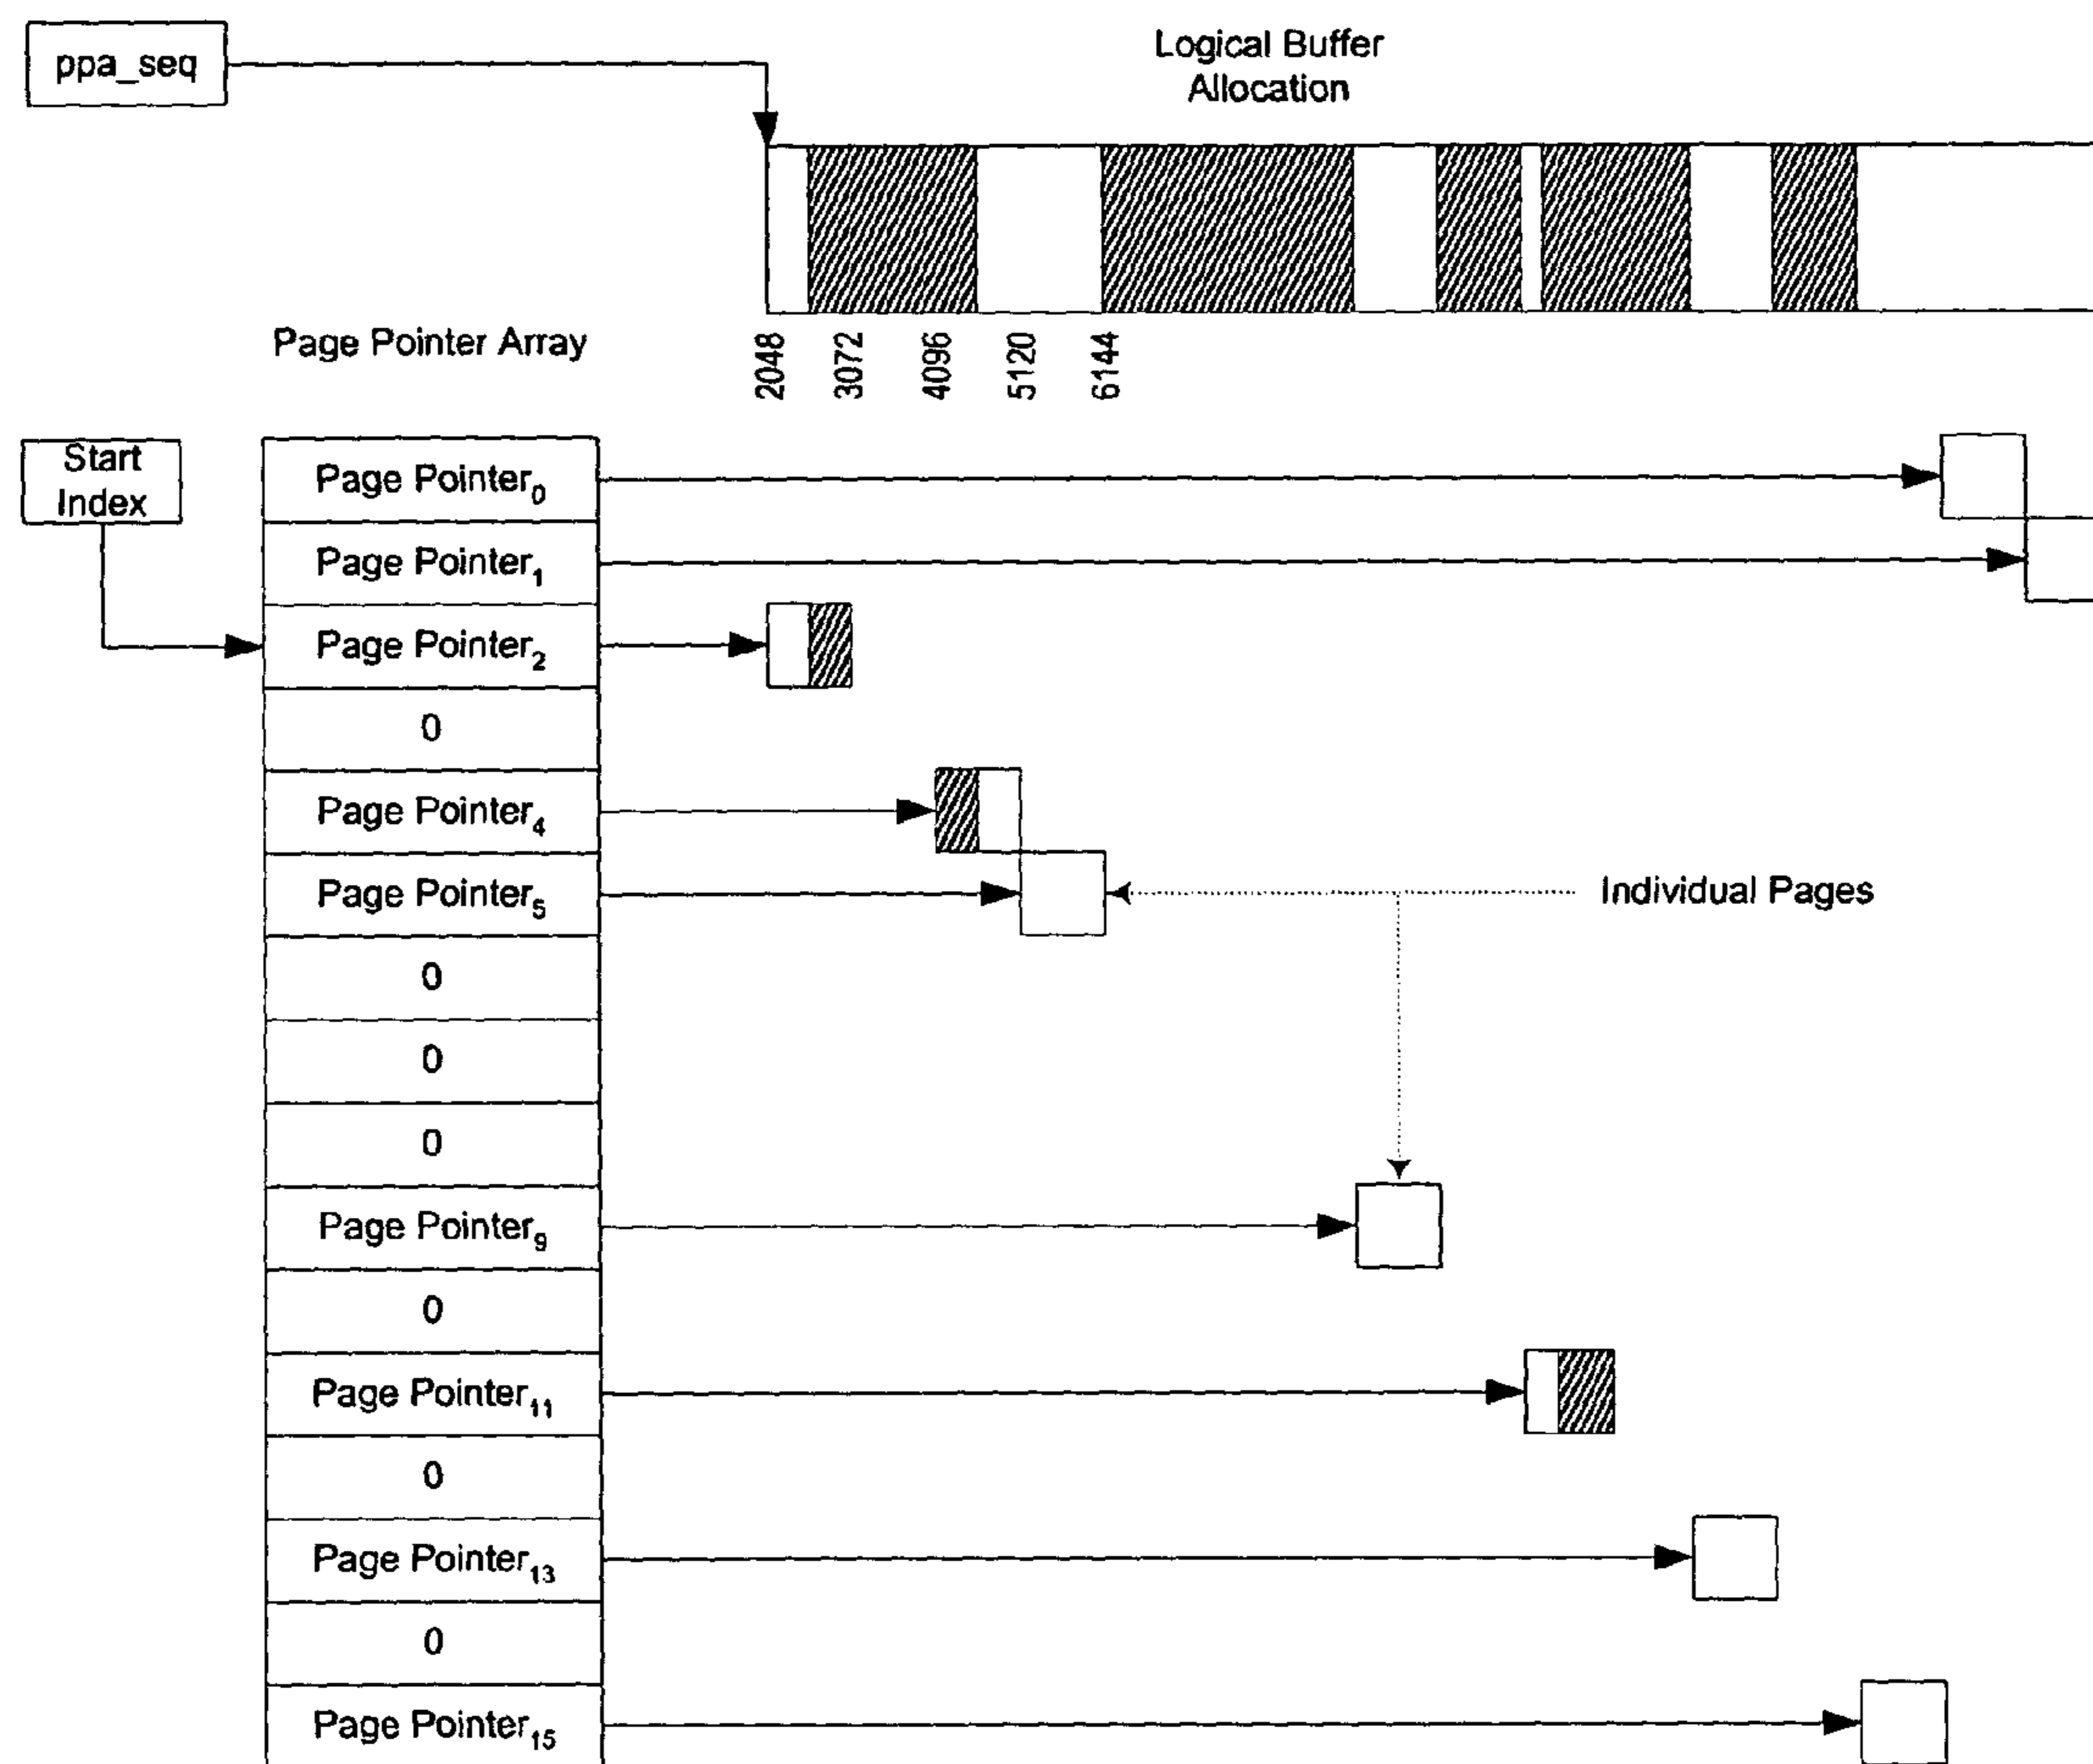 ppa_seq
Logical Buffer
Allocation
2048
3072
4096
5120
6144
Page Pointer Array
Start
Index
Page Pointer0
Page Pointer1
Page Pointer2
0
Page Pointer4
Page Pointer5
Individual Pages
0
0
0
Page Pointer9
0
Page Pointer11
0
Page Pointer13
0
Page Pointer15